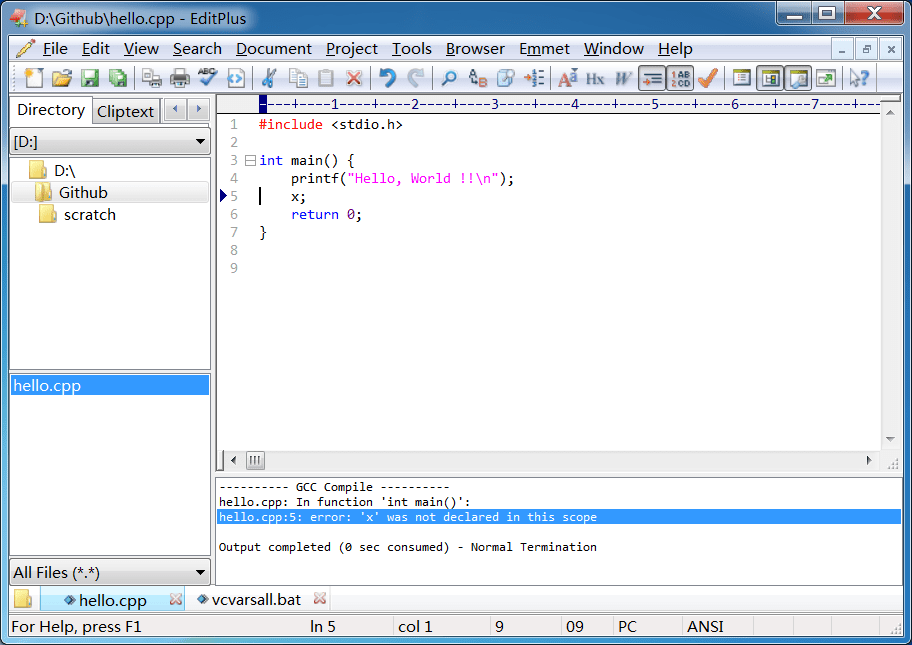 D:\Github\hello.cpp - EditPlus
File Edit View Search Document Project Tools Browser Emmet Window Help
ABC Hx W 1AB 2CD
Directory Cliptext
[D:]
D:\
Github
scratch
hello.cpp
All Files (*.*)
----+----1----+----2----+----3----+----4----+----5----+----6----+----7----+--
1 #include <stdio.h>
2
3 int main() {
4 printf("Hello, World !!\n");
5 x;
6 return 0;
7 }
8
9
---------- GCC Compile ----------
hello.cpp: In function 'int main()':
hello.cpp:5: error: 'x' was not declared in this scope
Output completed (0 sec consumed) - Normal Termination
hello.cpp vcvarsall.bat
For Help, press F1 ln 5 col 1 9 09 PC ANSI